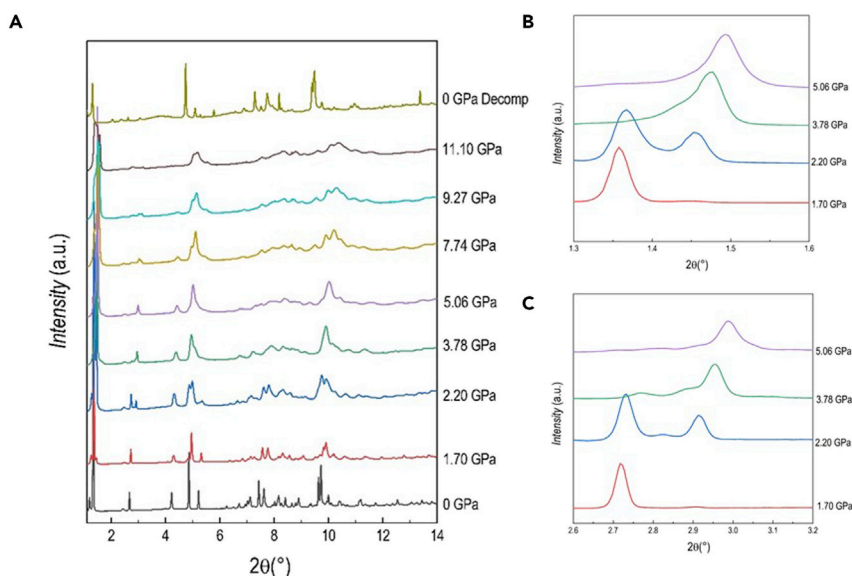 A
Intensity (a.u.)
0 GPa Decomp
11.10 GPa
9.27 GPa
7.74 GPa
5.06 GPa
3.78 GPa
2.20 GPa
1.70 GPa
0 GPa
2 4 6 8 10 12 14
2θ(°)
B
Intensity (a.u.)
5.06 GPa
3.78 GPa
2.20 GPa
1.70 GPa
1.3 1.4 1.5 1.6
2θ(°)
C
Intensity (a.u.)
5.06 GPa
3.78 GPa
2.20 GPa
1.70 GPa
2.6 2.7 2.8 2.9 3.0 3.1 3.2
2θ(°)